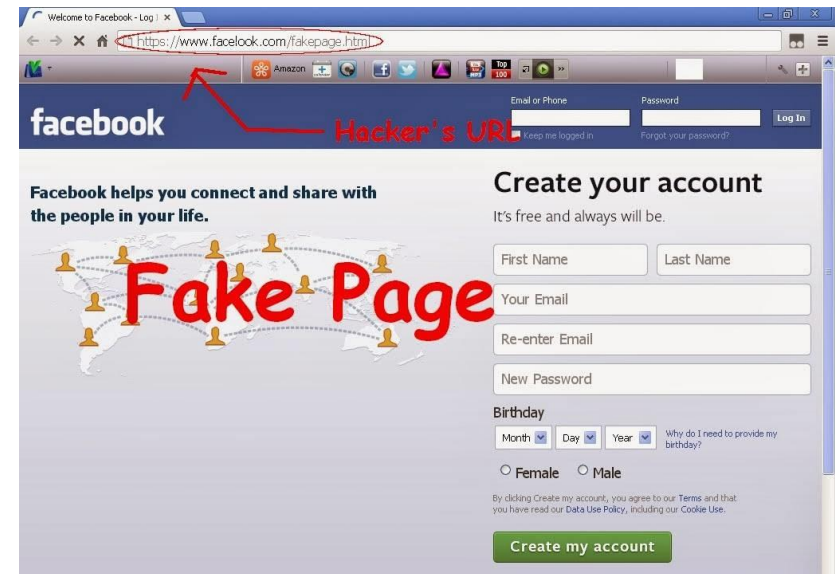 Welcome to Facebook - Log I
https://www.facelook.com/fakepage.html
Amazon
Top
100
facebook
Email or Phone
Password
Log In
Keep me logged in
Forgot your password?
Hacker's URL
Facebook helps you connect and share with
the people in your life.
Fake Page
Create your account
It's free and always will be.
First Name
Last Name
Your Email
Re-enter Email
New Password
Birthday
Month
Day
Year
Why do I need to provide my
birthday?
Female
Male
By clicking Create my account, you agree to our Terms and that
you have read our Data Use Policy, including our Cookie Use.
Create my account